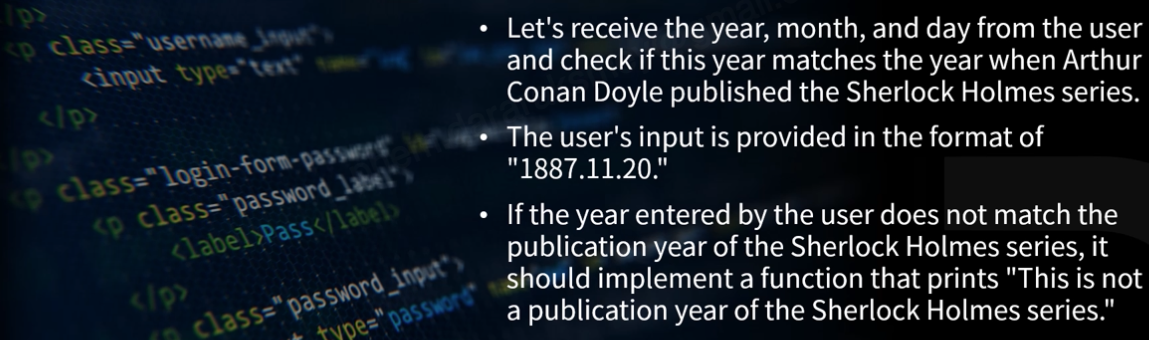 /p>
<p class="username_input">
<input type="text"
</p>
<p class="login-form-password"
<p class="password_label">
<label>Pass</label>
</p>
class="password_input">
type="password"
• Let's receive the year, month, and day from the user
and check if this year matches the year when Arthur
Conan Doyle published the Sherlock Holmes series.
• The user's input is provided in the format of
"1887.11.20."
• If the year entered by the user does not match the
publication year of the Sherlock Holmes series, it
should implement a function that prints "This is not
a publication year of the Sherlock Holmes series."